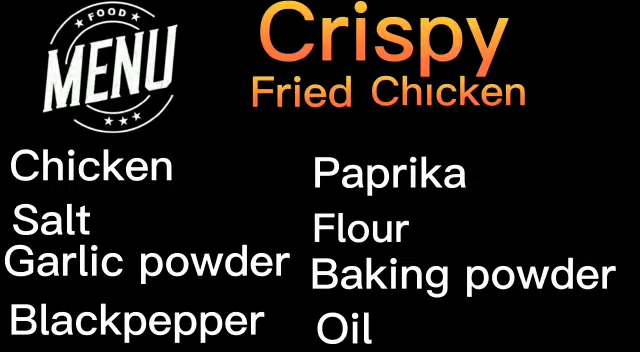 FOOD
MENU
Crispy
Fried Chicken
Chicken
Salt
Garlic powder
Blackpepper
Paprika
Flour
Baking powder
Oil